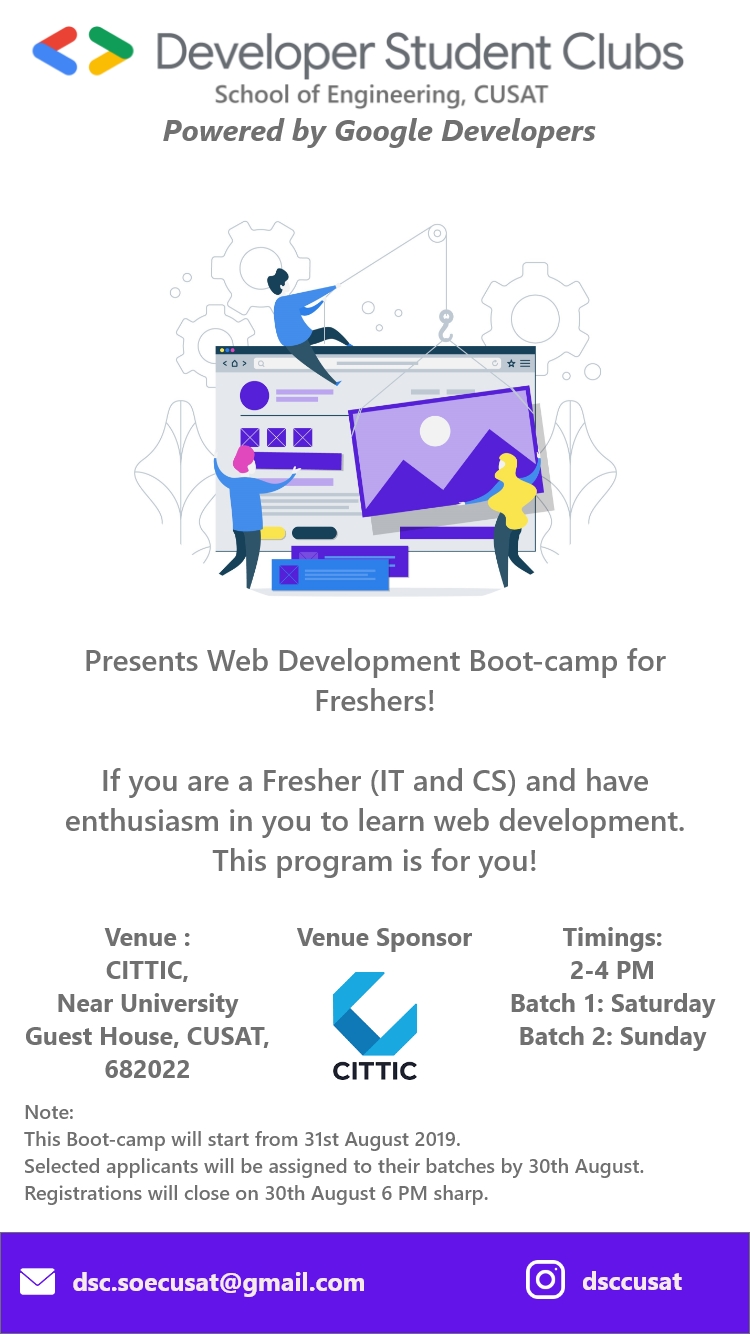 Developer Student Clubs
School of Engineering, CUSAT
Powered by Google Developers
Presents Web Development Boot-camp for
Freshers!
If you are a Fresher (IT and CS) and have
enthusiasm in you to learn web development.
This program is for you!
Venue :
CITTIC,
Near University
Guest House, CUSAT,
682022
Venue Sponsor
CITTIC
Timings:
2-4 PM
Batch 1: Saturday
Batch 2: Sunday
Note:
This Boot-camp will start from 31st August 2019.
Selected applicants will be assigned to their batches by 30th August.
Registrations will close on 30th August 6 PM sharp.
dsc.soecusat@gmail.com
dsccusat